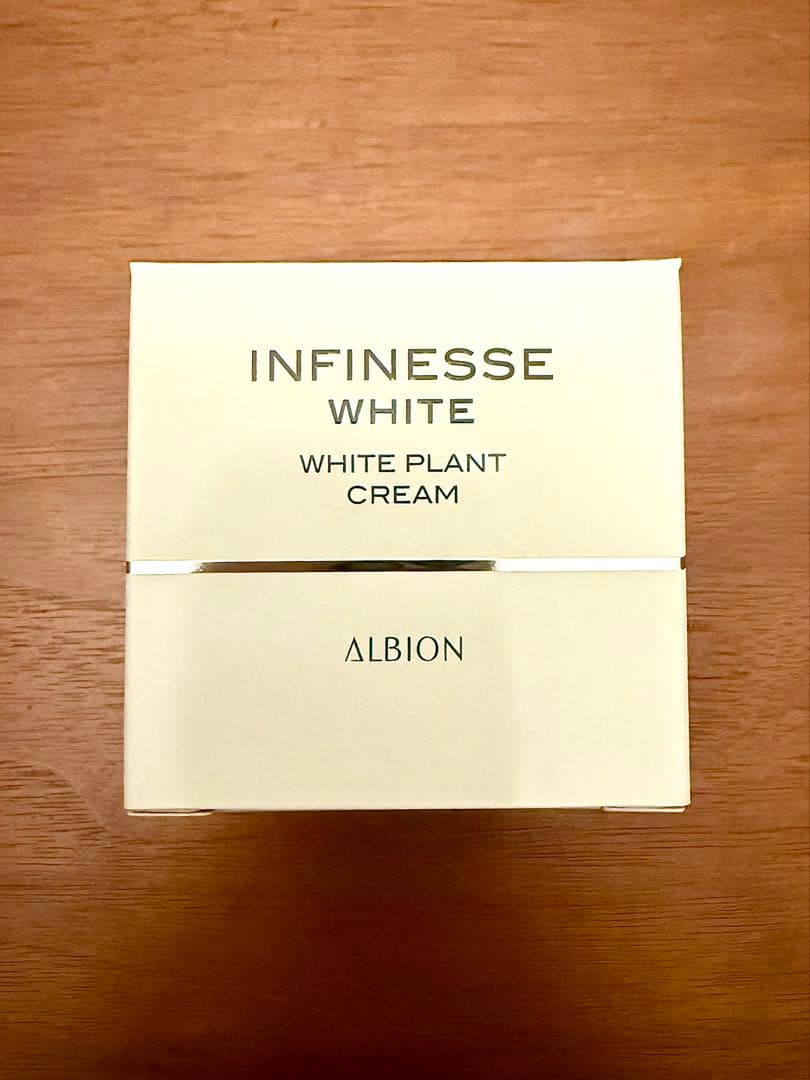 INFINESSE
WHITE
WHITE PLANT
CREAM
ALBION